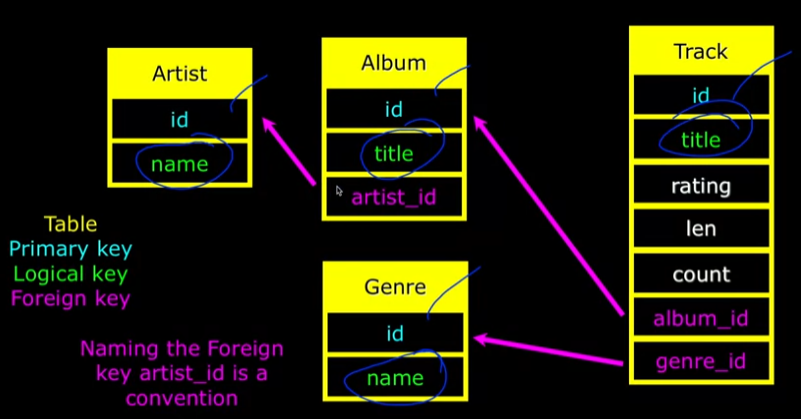 Artist
id
name
Album
id
title
artist_id
Track
id
title
rating
len
count
album_id
genre_id
Genre
id
name
Table
Primary key
Logical key
Foreign key
Naming the Foreign
key artist_id is a
convention